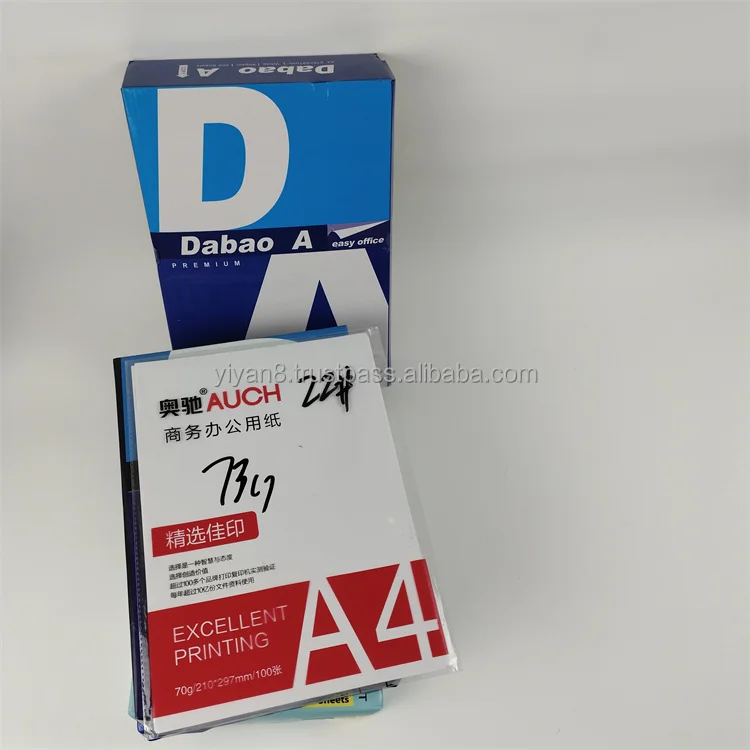 Dabao A
D
Dabao A easy office
PREMIUM
A
yiyan8.trustpass.alibaba.com
奥驰®AUCH 22#
商务办公用纸
73g
精选佳印
选择是一种智慧与态度
选择创造价值
超过100多个品牌打印复印机实测验证
每年超过10亿份文件资料使用
EXCELLENT
PRINTING
A4
70g/210*297mm/100张
Sheets